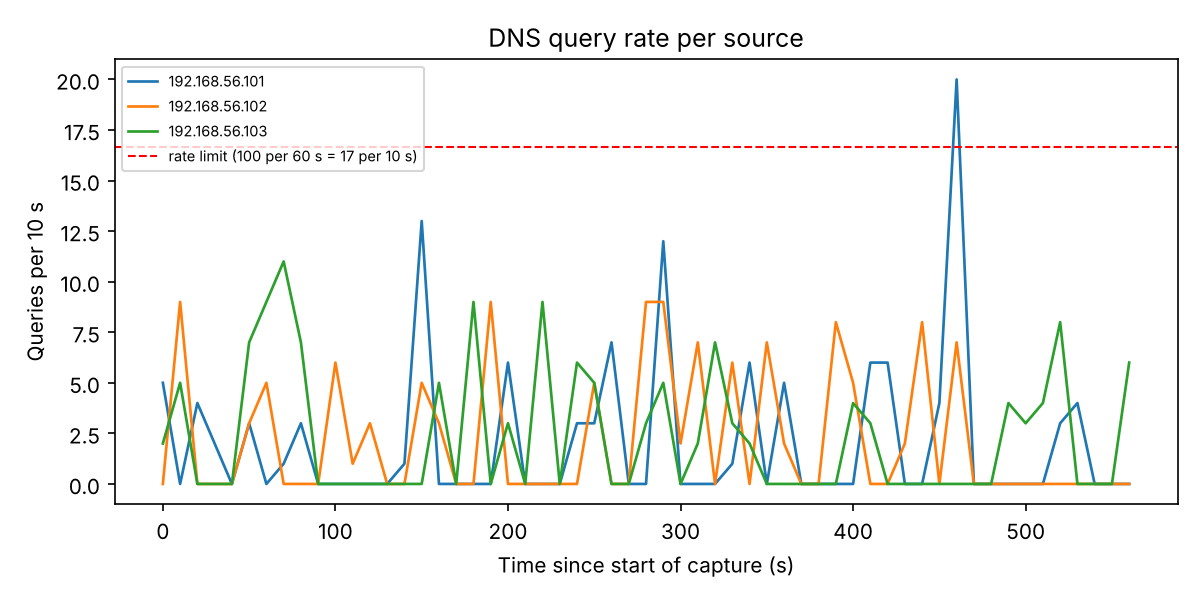 DNS query rate per source
192.168.56.101
192.168.56.102
192.168.56.103
rate limit (100 per 60 s = 17 per 10 s)
Queries per 10 s
20.0
17.5
15.0
12.5
10.0
7.5
5.0
2.5
0.0
0 100 200 300 400 500
Time since start of capture (s)